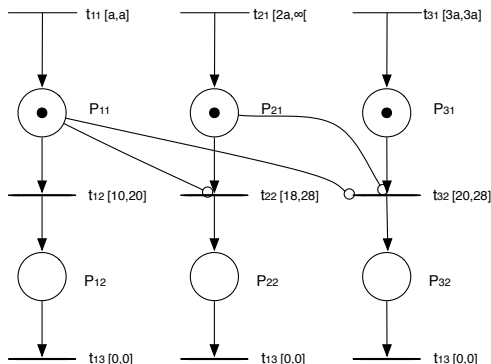 t11 [a,a] t21 [2a,∞[ t31 [3a,3a]
P11 P21 P31
t12 [10,20] t22 [18,28] t32 [20,28]
P12 P22 P32
t13 [0,0] t13 [0,0] t13 [0,0]